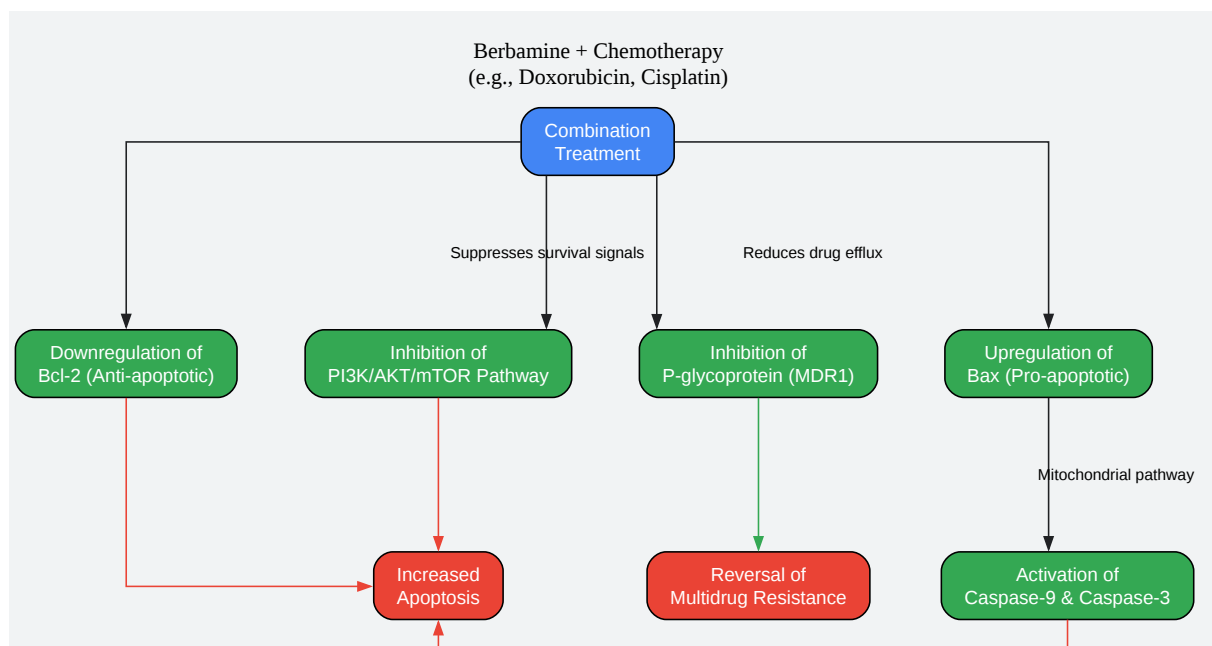 Berbamine + Chemotherapy
(e.g., Doxorubicin, Cisplatin)
Combination
Treatment
Suppresses survival signals
Reduces drug efflux
Downregulation of
Bcl-2 (Anti-apoptotic)
Inhibition of
PI3K/AKT/mTOR Pathway
Inhibition of
P-glycoprotein (MDR1)
Upregulation of
Bax (Pro-apoptotic)
Mitochondrial pathway
Increased
Apoptosis
Reversal of
Multidrug Resistance
Activation of
Caspase-9 & Caspase-3